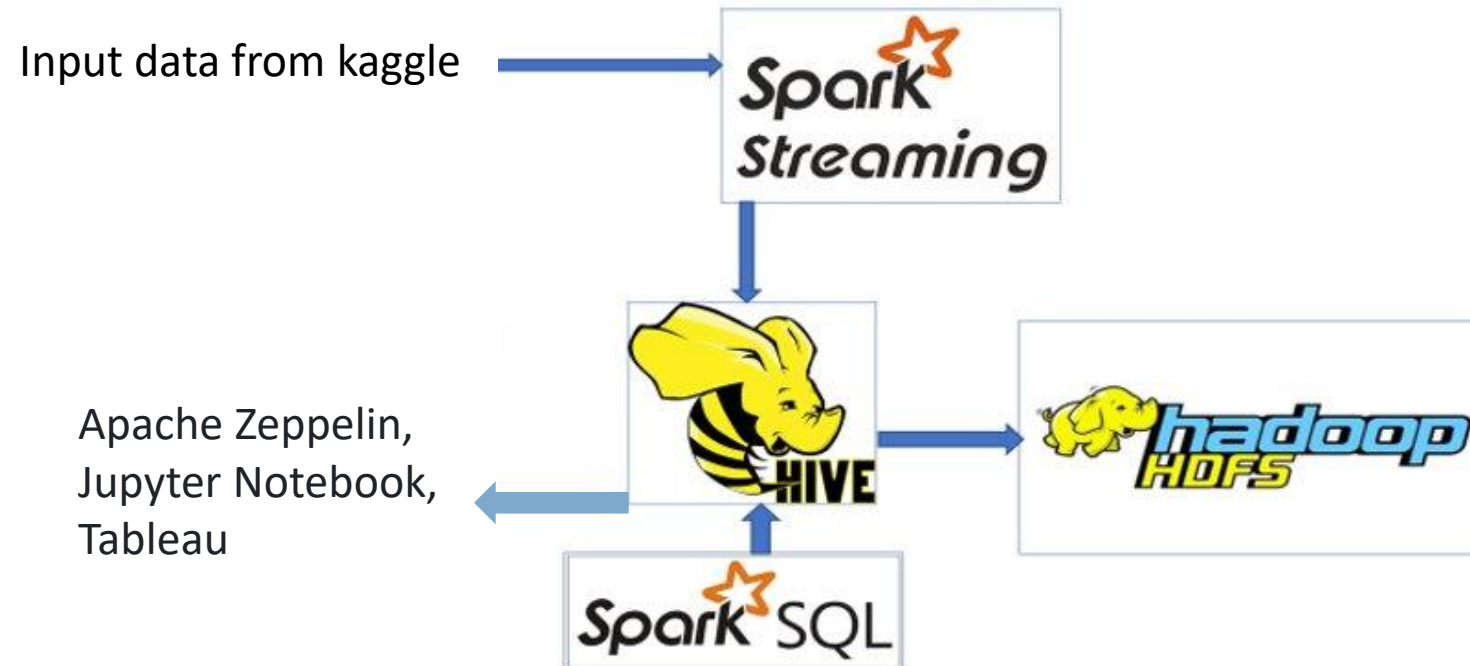 Input data from kaggle
Spark
Streaming
HIVE
hadoop
HDFS
Apache Zeppelin,
Jupyter Notebook,
Tableau
Spark SQL